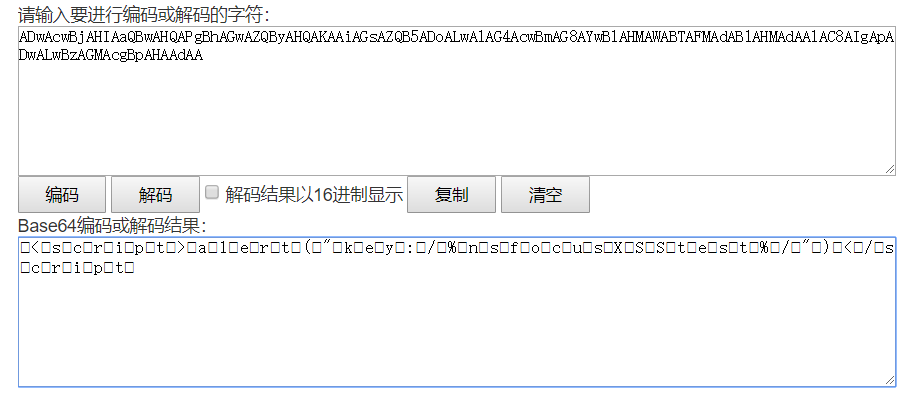 请输入要进行编码或解码的字符：
ADwAcwBjAHIAaQBwAHQAPgBhAGwAZQByAHQAKAAiAGsAZQB5ADoALwAlAG4AcwBmAG8AYwB1AHMAWABTAFMAdABlAHMAdAAlAC8AIgApA
DwALwBzAGMAcgBpAHAAdAA
编码 解码 解码结果以16进制显示 复制 清空
Base64编码或解码结果：
□<□s□c□r□i□p□t□>□a□l□e□r□t□(□"□k□e□y□:□/□%□n□s□f□o□c□u□s□X□S□S□t□e□s□t□%□/□"□)□<□/□s
□c□r□i□p□t□